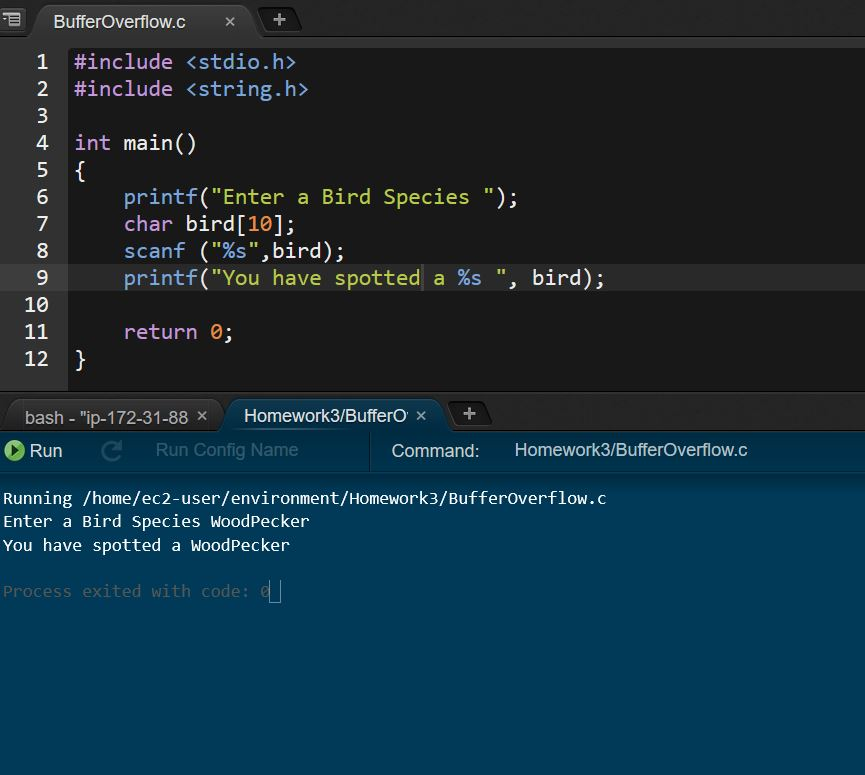 BufferOverflow.c × +
1 #include <stdio.h>
2 #include <string.h>
3
4 int main()
5 {
6     printf("Enter a Bird Species ");
7     char bird[10];
8     scanf ("%s",bird);
9     printf("You have spotted a %s ", bird);
10
11     return 0;
12 }
bash - "ip-172-31-88 × Homework3/BufferO × +
Run Run Config Name Command: Homework3/BufferOverflow.c
Running /home/ec2-user/environment/Homework3/BufferOverflow.c
Enter a Bird Species WoodPecker
You have spotted a WoodPecker
Process exited with code: 0